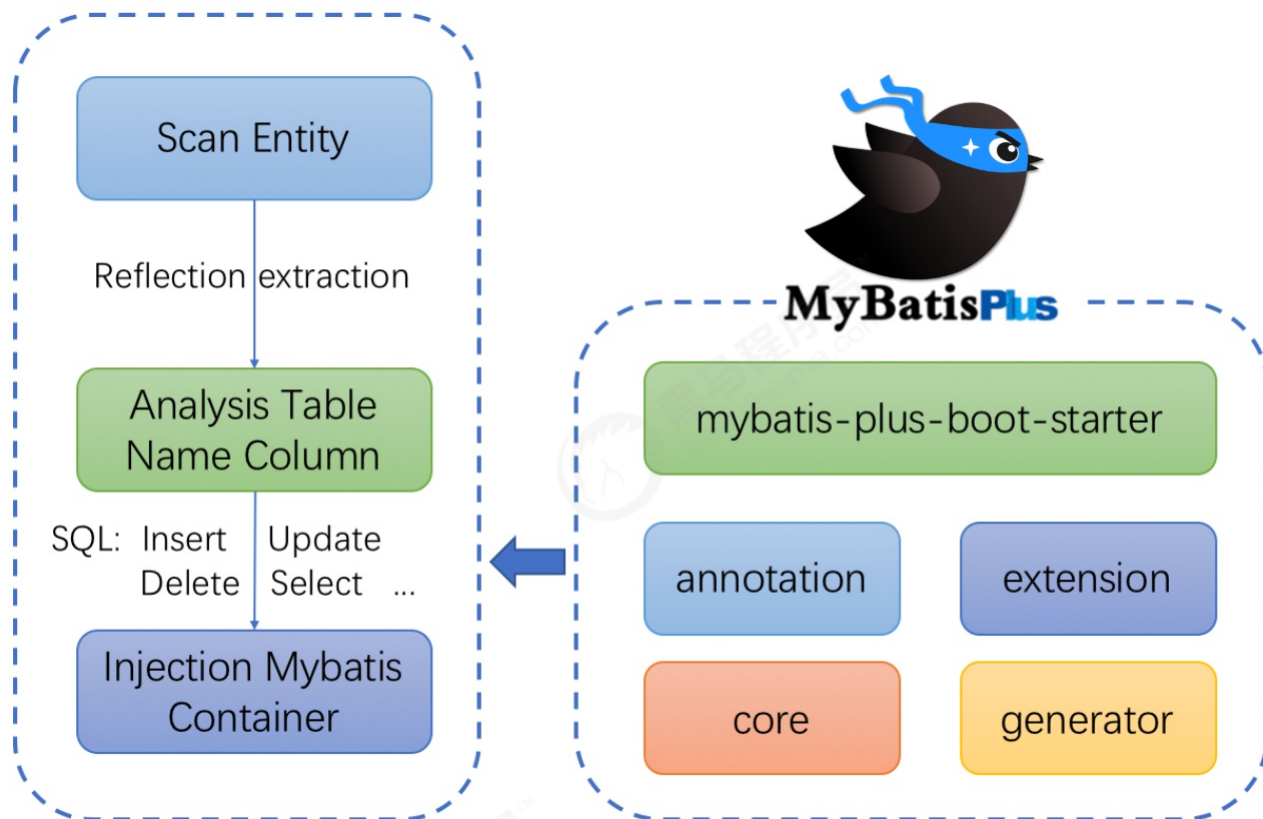 Scan Entity
Reflection extraction
Analysis Table
Name Column
SQL: Insert Update
Delete Select ...
Injection Mybatis
Container
MyBatisPlus
mybatis-plus-boot-starter
annotation
extension
core
generator